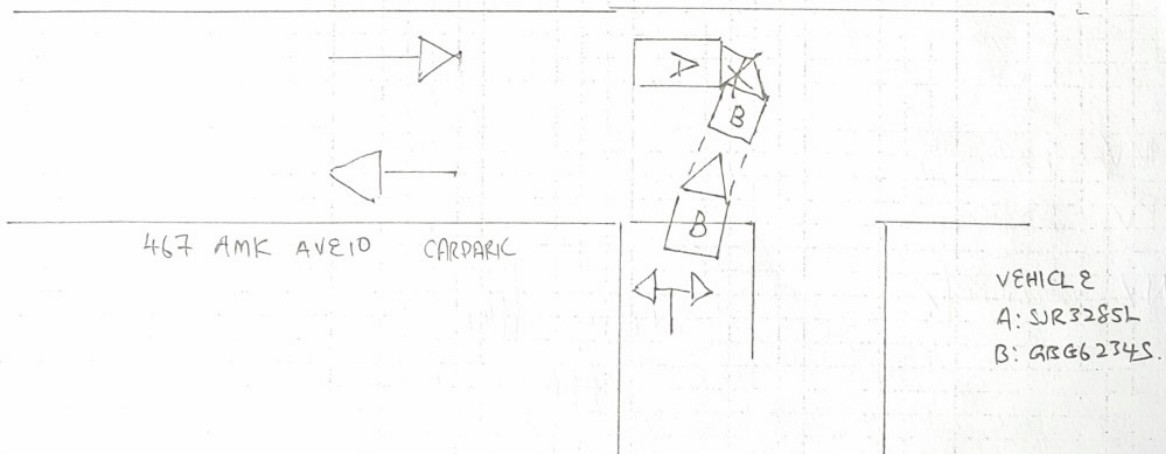 A
B
B
467 AMK AVE10 CARPARK
VEHICLE
A: SJR3285L
B: GBG6234S.